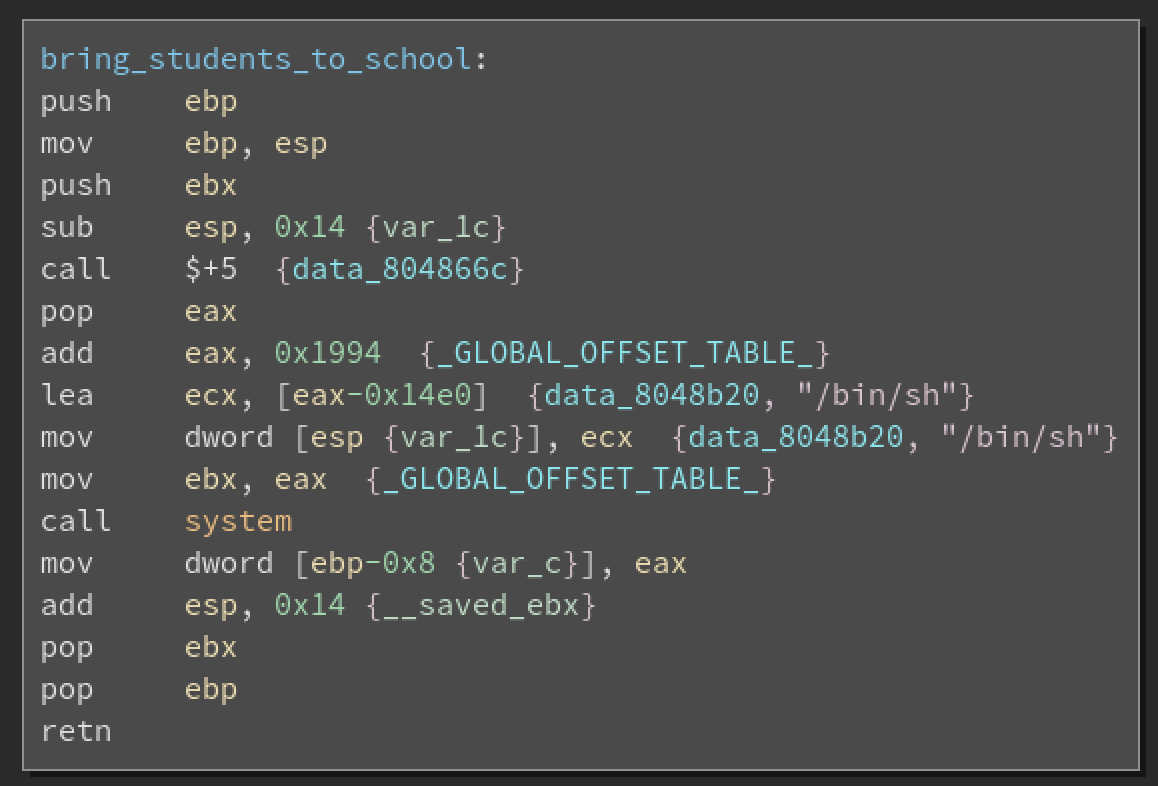 bring_students_to_school:
push ebp
mov ebp, esp
push ebx
sub esp, 0x14 {var_1c}
call $+5 {data_804866c}
pop eax
add eax, 0x1994 {_GLOBAL_OFFSET_TABLE_}
lea ecx, [eax-0x14e0] {data_8048b20, "/bin/sh"}
mov dword [esp {var_1c}], ecx {data_8048b20, "/bin/sh"}
mov ebx, eax {_GLOBAL_OFFSET_TABLE_}
call system
mov dword [ebp-0x8 {var_c}], eax
add esp, 0x14 {__saved_ebx}
pop ebx
pop ebp
retn